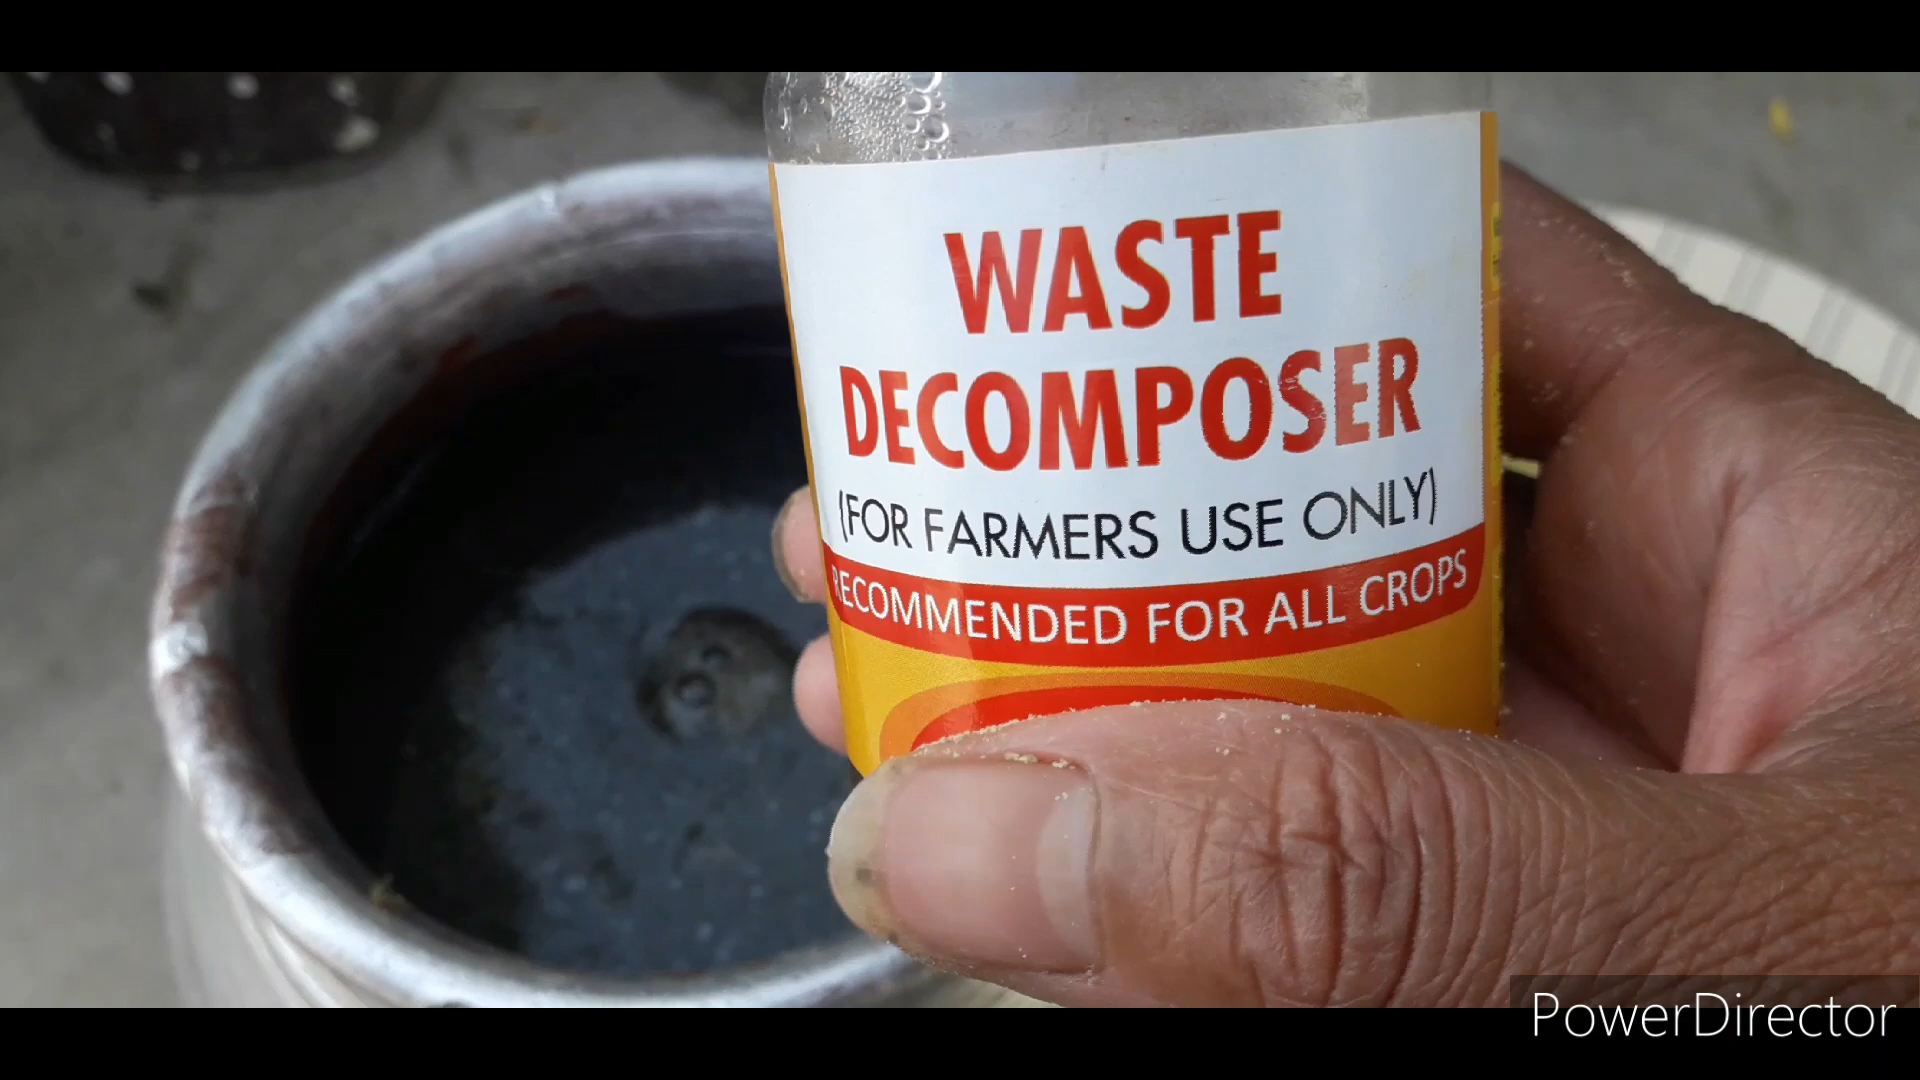 WASTE
DECOMPOSER
(FOR FARMERS USE ONLY)
RECOMMENDED FOR ALL CROPS
PowerDirector